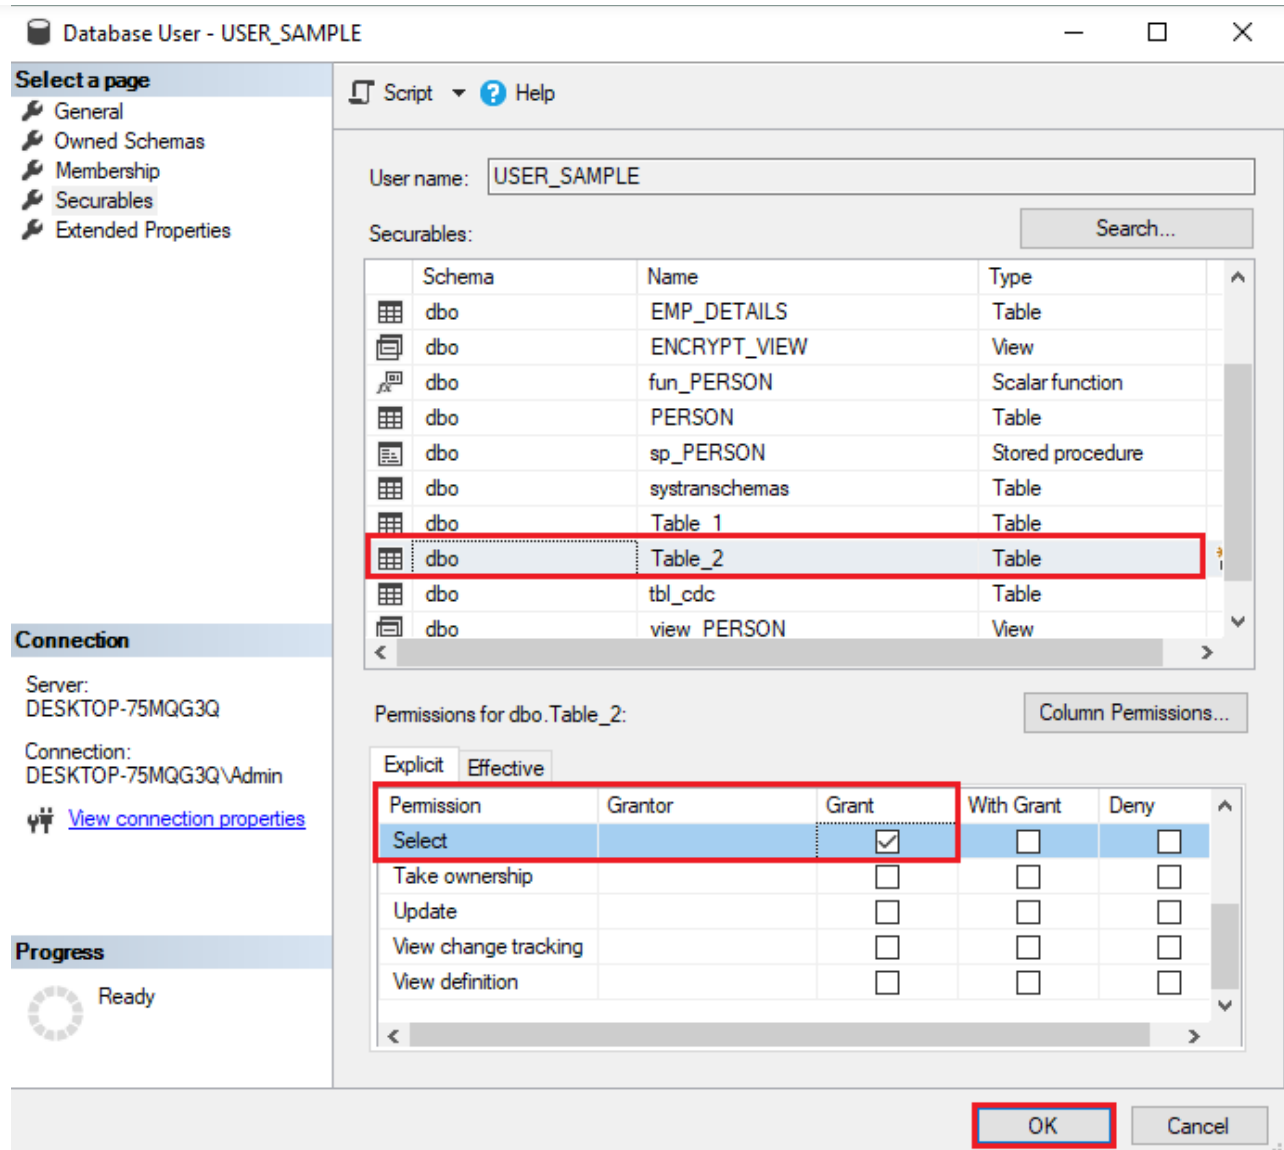 Database User - USER_SAMPLE
Select a page
General
Owned Schemas
Membership
Securables
Extended Properties
Script
Help
User name: USER_SAMPLE
Securables:
Search...
Schema Name Type
dbo EMP_DETAILS Table
dbo ENCRYPT_VIEW View
dbo fun_PERSON Scalar function
dbo PERSON Table
dbo sp_PERSON Stored procedure
dbo systranschemas Table
dbo Table_1 Table
dbo Table_2 Table
dbo tbl_cdc Table
dbo view_PERSON View
Connection
Server:
DESKTOP-75MQG3Q
Connection:
DESKTOP-75MQG3Q\Admin
View connection properties
Progress
Ready
Permissions for dbo.Table_2:
Column Permissions...
Explicit Effective
Permission Grantor Grant With Grant Deny
Select
Take ownership
Update
View change tracking
View definition
OK Cancel